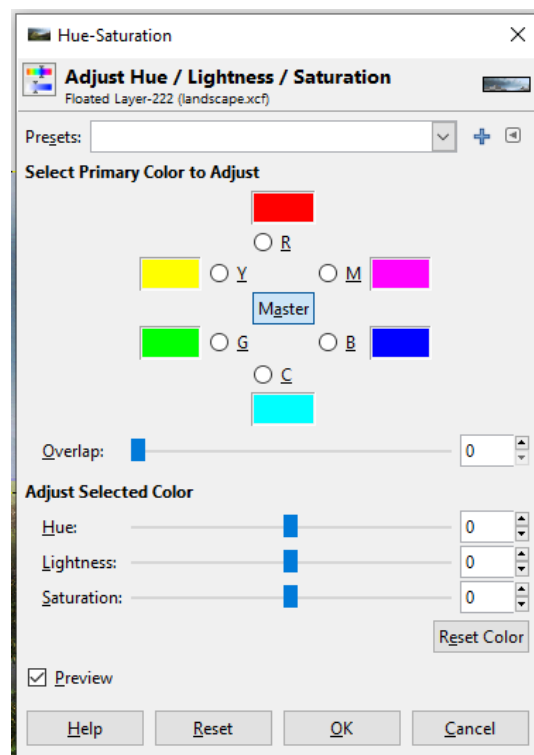 Hue-Saturation
Adjust Hue / Lightness / Saturation
Floated Layer-222 (landscape.xcf)
Presets:
Select Primary Color to Adjust
R
Y M
Master
G B
C
Overlap: 0
Adjust Selected Color
Hue: 0
Lightness: 0
Saturation: 0
Reset Color
Preview
Help Reset OK Cancel